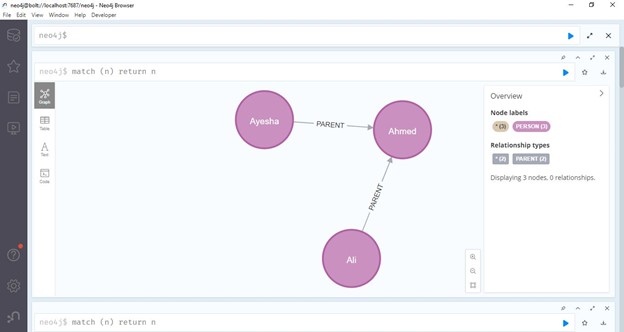 neo4j@bolt://localhost:7687/neo4j - Neo4j Browser
File Edit View Window Help Developer
neo4j$
neo4j$ match (n) return n
Graph
Table
Text
Code
Ayesha
PARENT
Ahmed
PARENT
Ali
Overview
Node labels
* (3) PERSON (3)
Relationship types
* (2) PARENT (2)
Displaying 3 nodes, 0 relationships.
neo4j$ match (n) return n